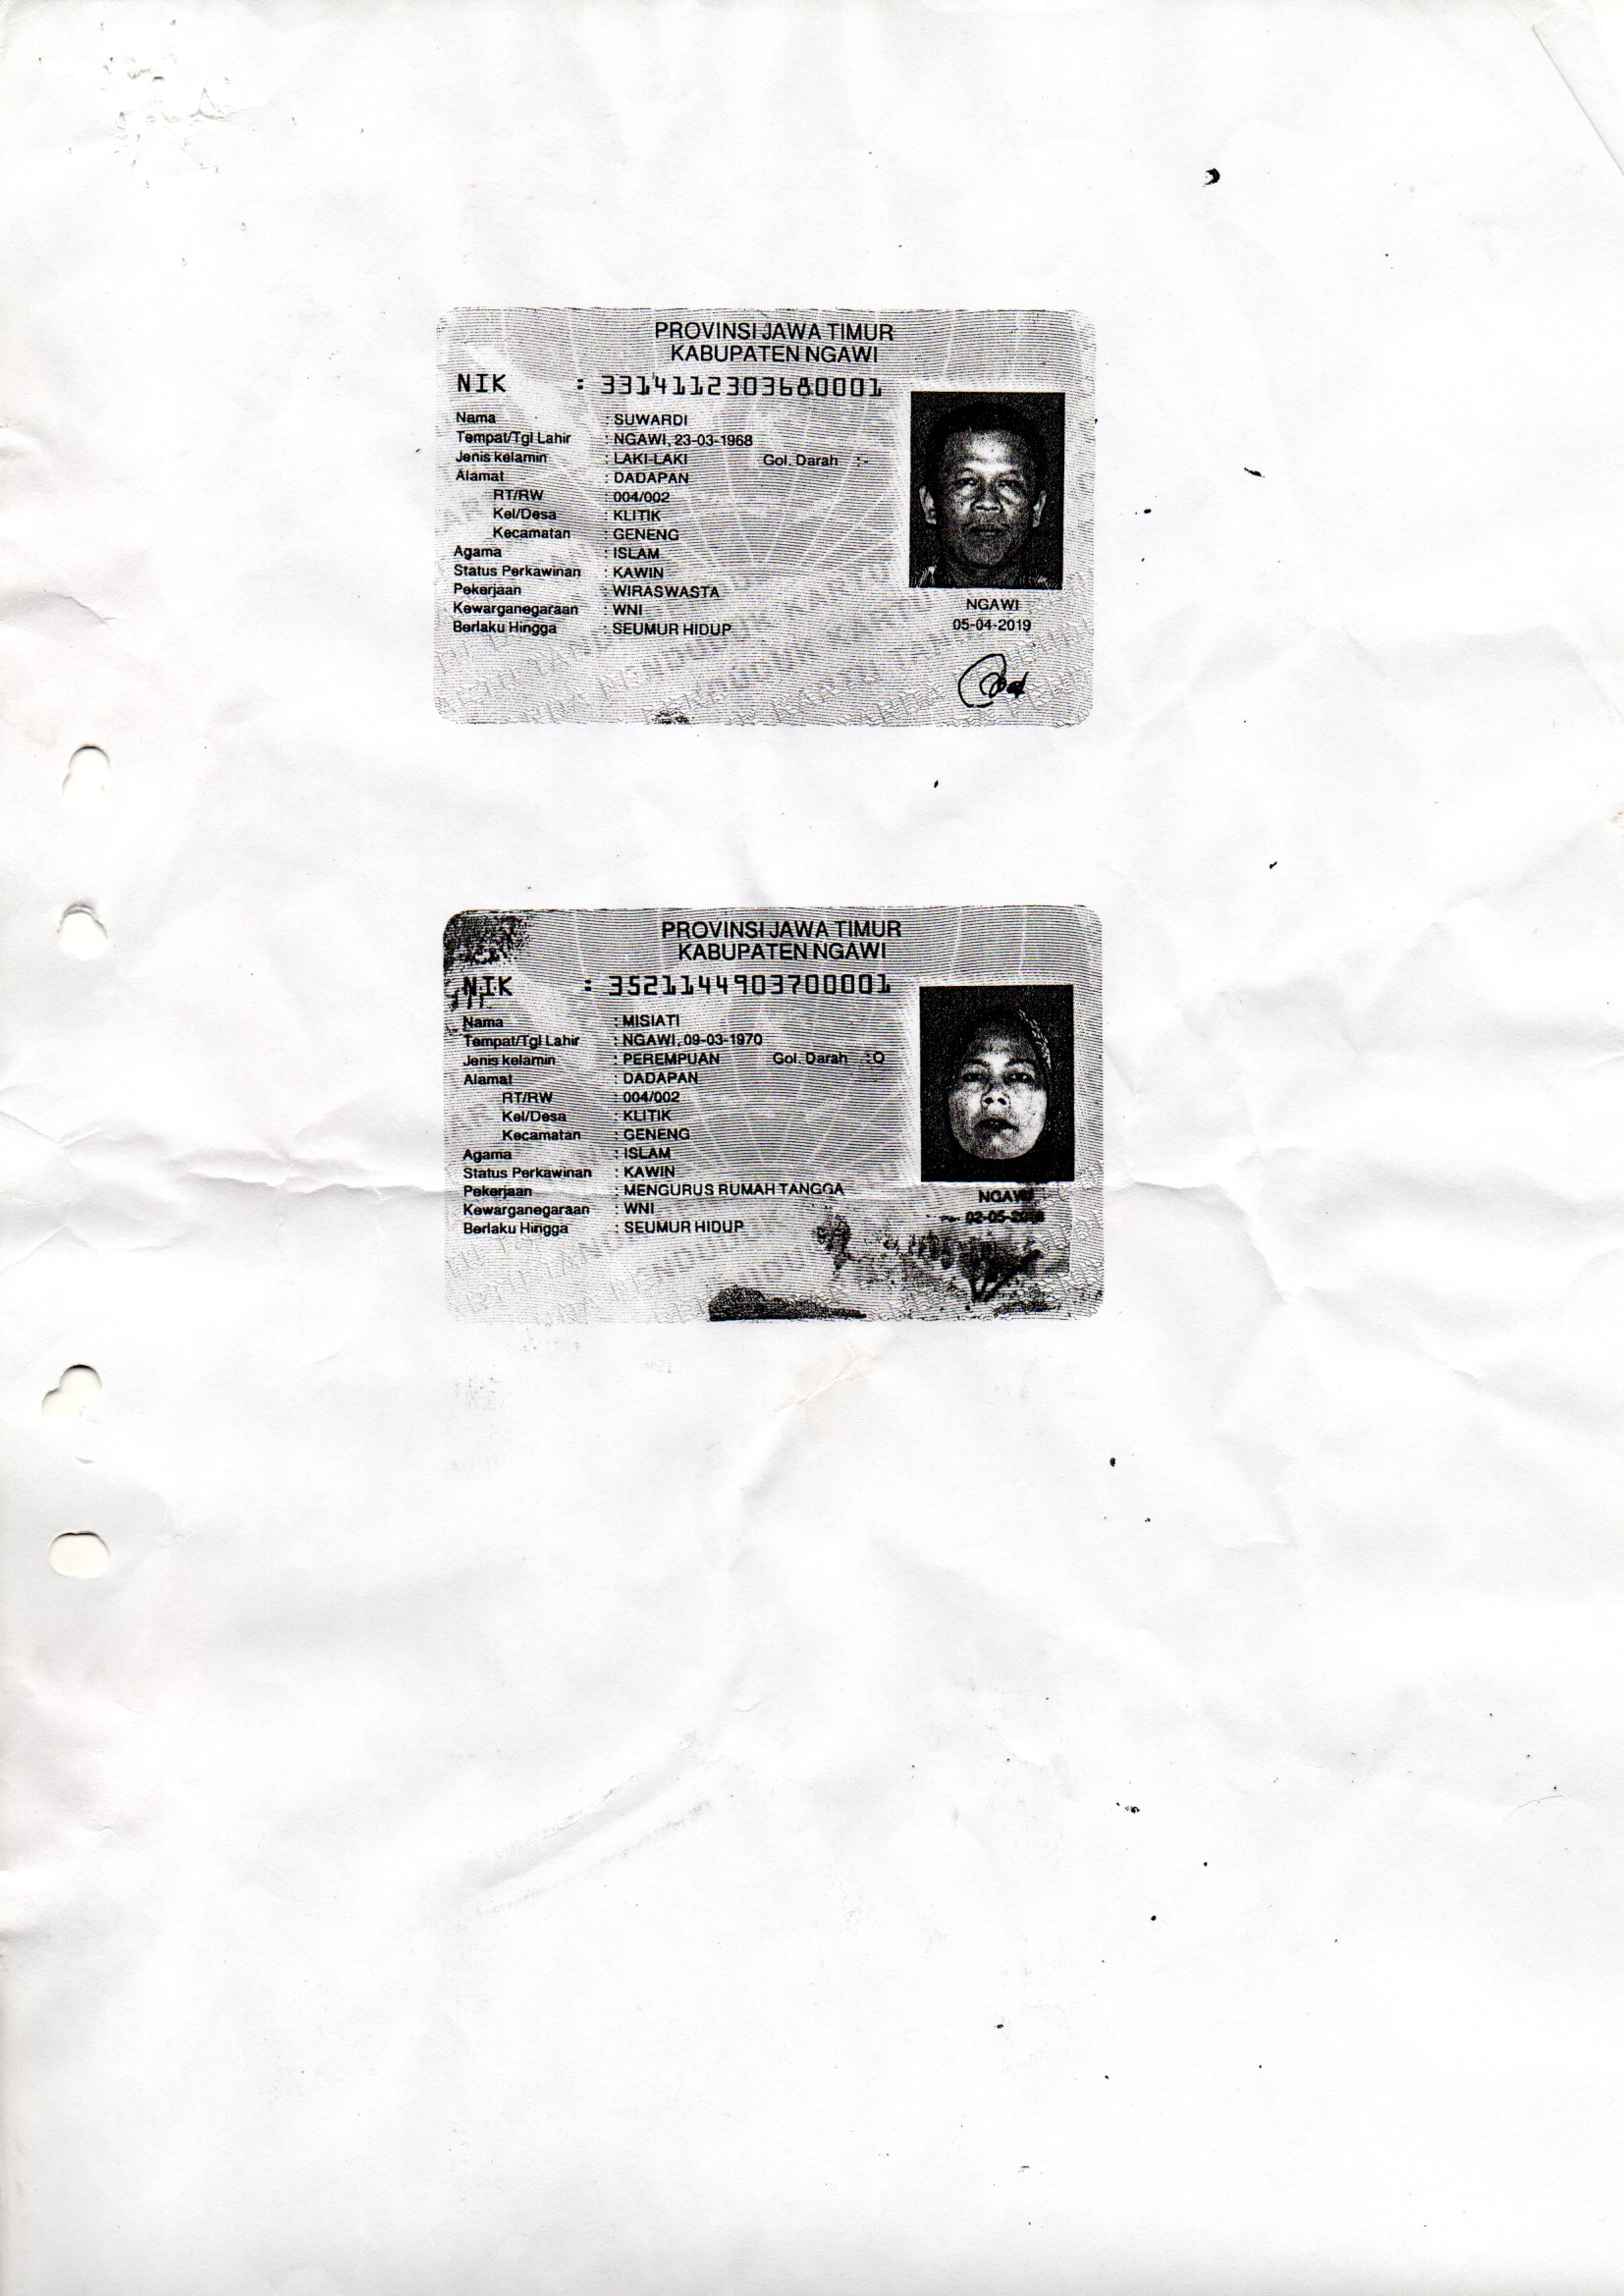 PROVINSI JAWA TIMUR
KABUPATEN NGAWI
NIK : 3314112303680001
Nama : SUWARDI
Tempat/Tgl Lahir : NGAWI, 23-03-1968
Jenis kelamin : LAKI-LAKI Gol. Darah : -
Alamat : DADAPAN
RT/RW : 004/002
Kel/Desa : KLITIK
Kecamatan : GENENG
Agama : ISLAM
Status Perkawinan : KAWIN
Pekerjaan : WIRASWASTA
Kewarganegaraan : WNI
Berlaku Hingga : SEUMUR HIDUP
NGAWI
05-04-2019
PROVINSI JAWA TIMUR
KABUPATEN NGAWI
NIK : 3521144903700001
Nama : MISIATI
Tempat/Tgl Lahir : NGAWI, 09-03-1970
Jenis kelamin : PEREMPUAN Gol. Darah : O
Alamat : DADAPAN
RT/RW : 004/002
Kel/Desa : KLITIK
Kecamatan : GENENG
Agama : ISLAM
Status Perkawinan : KAWIN
Pekerjaan : MENGURUS RUMAH TANGGA
Kewarganegaraan : WNI
Berlaku Hingga : SEUMUR HIDUP
NGAWI